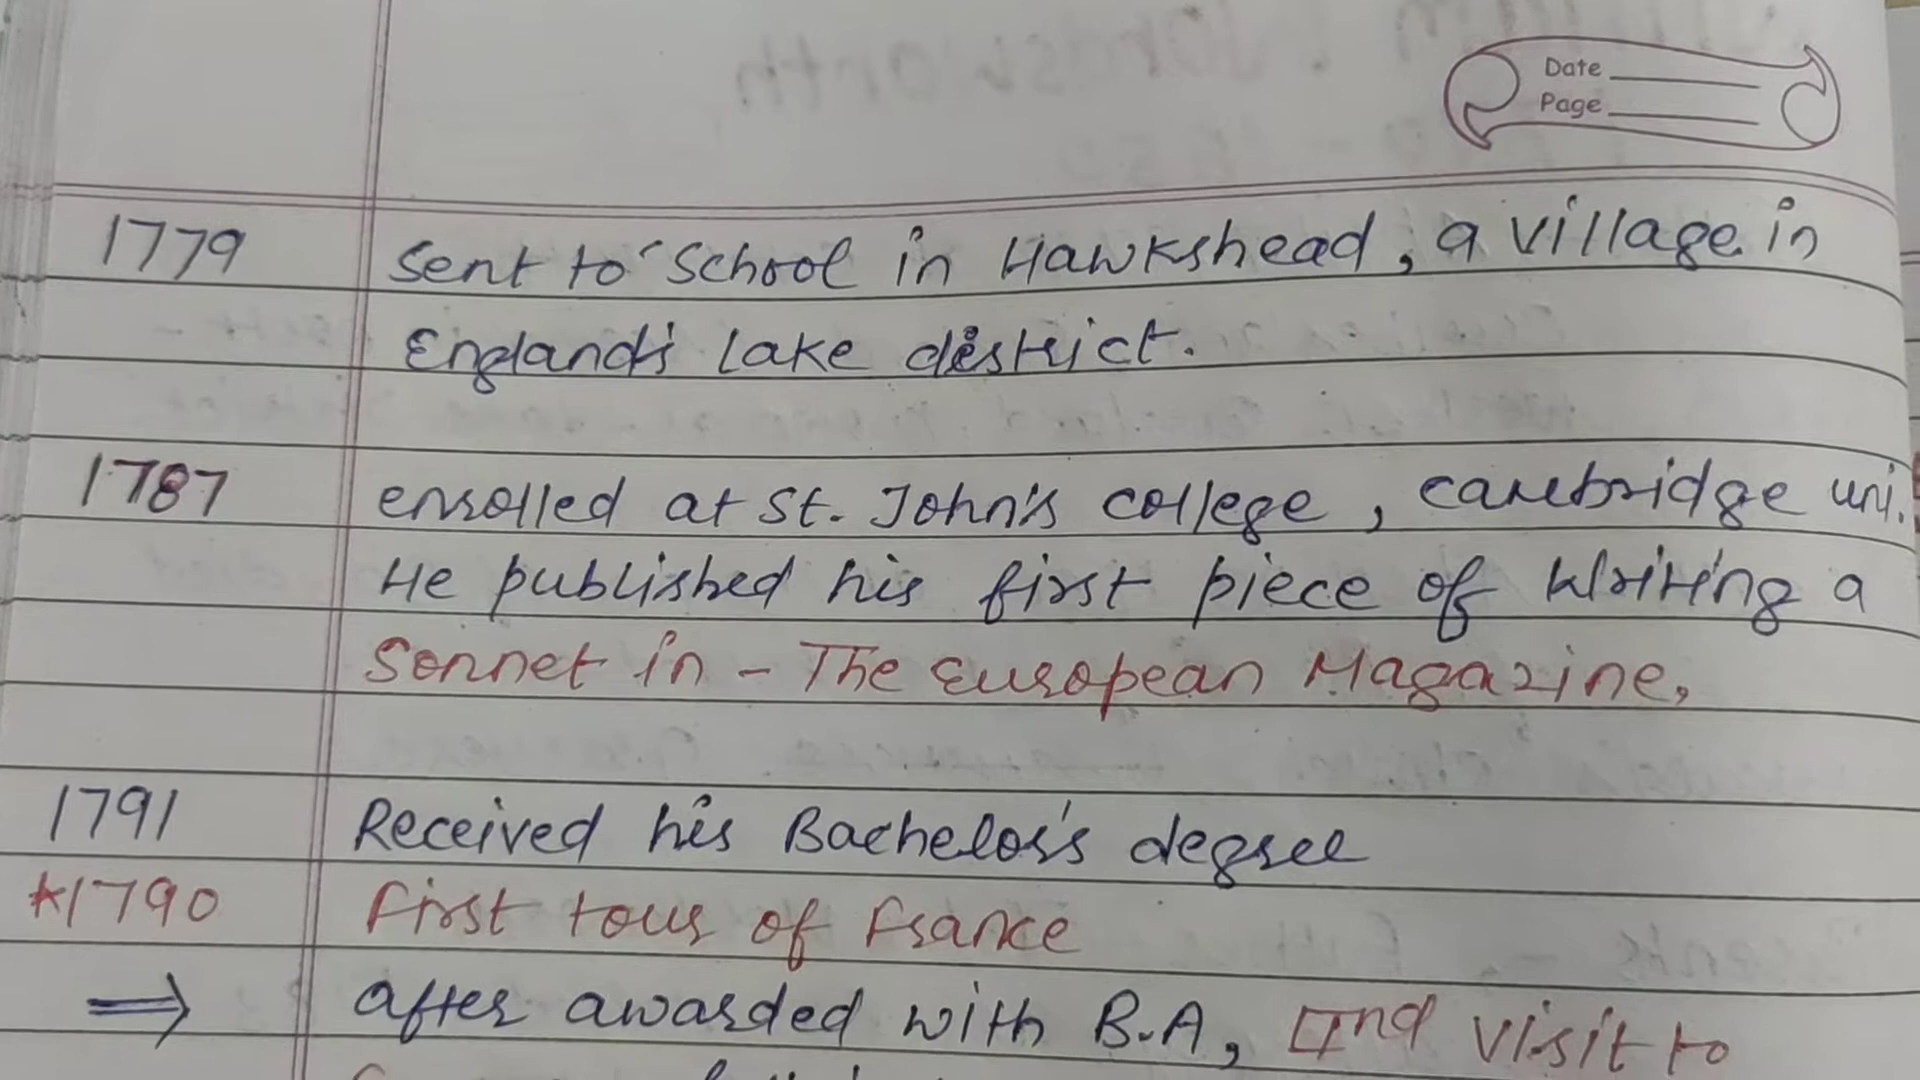 Date
Page
1779 Sent to School in Hawkshead, a village in
England's Lake district.
1787 enrolled at St. John's college, cambridge uni.
He published his first piece of Writing a
Sonnet in - The European Magazine,
1791 Received his Bachelor's degree
*1790 First tour of France
⇒ after awarded with B.A, IInd visit to